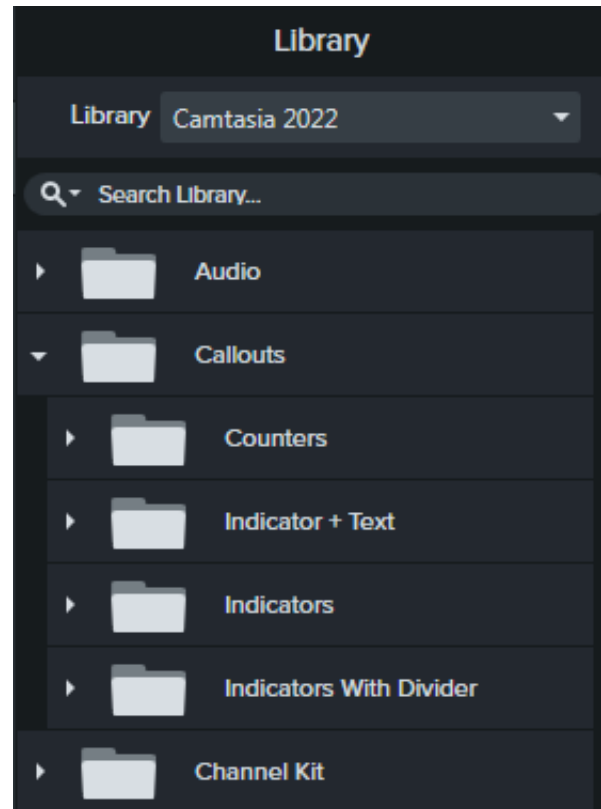 Library
Library Camtasia 2022
Search Library...
Audio
Callouts
Counters
Indicator + Text
Indicators
Indicators With Divider
Channel Kit